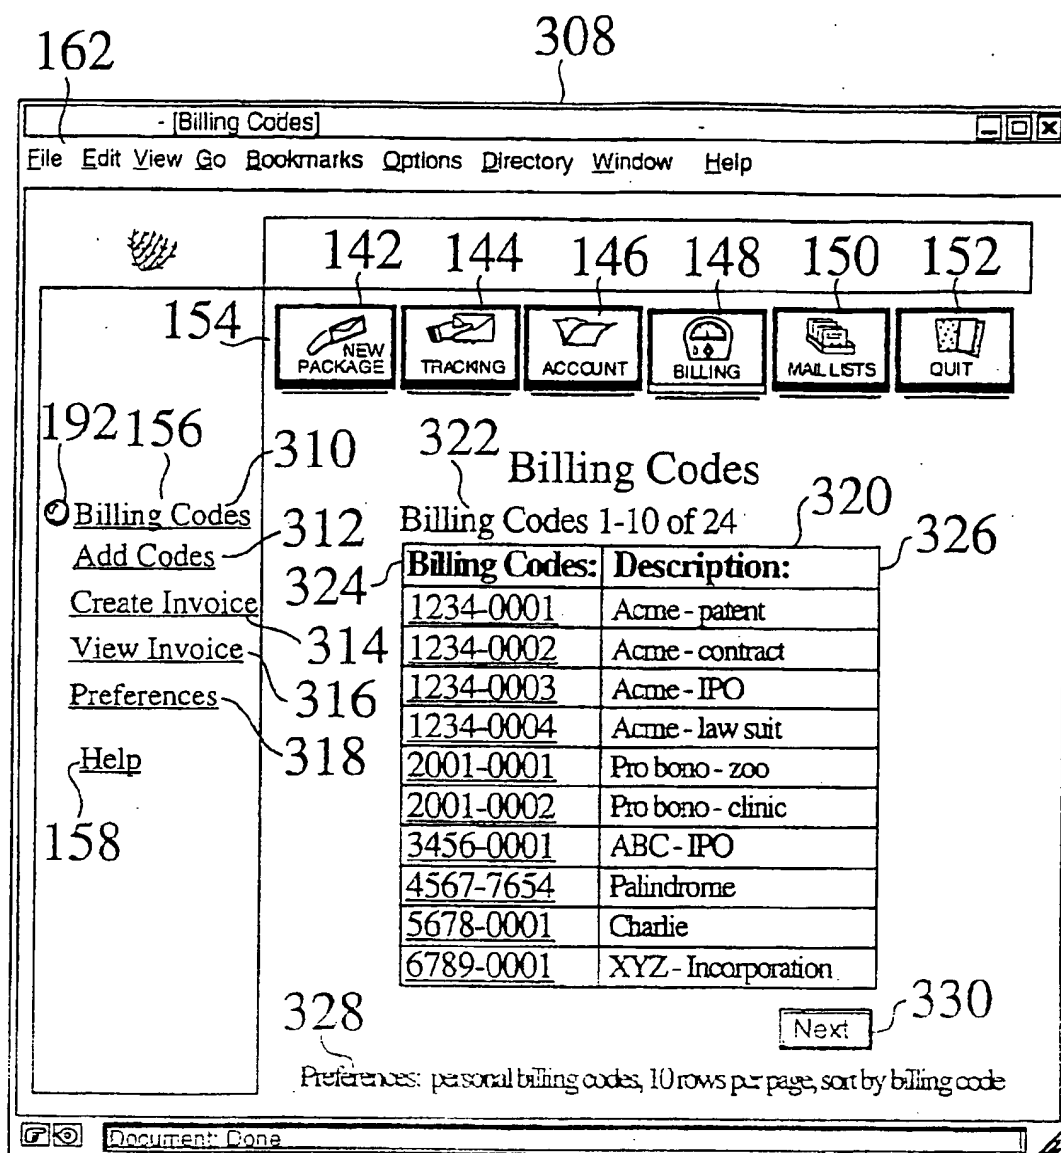 308
162
- [Billing Codes]
File Edit View Go Bookmarks Options Directory Window Help
142 144 146 148 150 152
154
NEW PACKAGE TRACKING ACCOUNT BILLING MAIL LISTS QUIT
192 156 310
322
Billing Codes
320
Billing Codes
Billing Codes 1-10 of 24
326
Add Codes 312
324
Billing Codes: Description:
Create Invoice 314
1234-0001 Acme - patent
View Invoice 316
1234-0002 Acme - contract
Preferences 318
1234-0003 Acme - IPO
1234-0004 Acme - law suit
Help
158
2001-0001 Pro bono - zoo
2001-0002 Pro bono - clinic
3456-0001 ABC - IPO
4567-7654 Palindrome
5678-0001 Charlie
6789-0001 XYZ - Incorporation
328
Next 330
Preferences: personal billing codes, 10 rows per page, sort by billing code
Document: Done